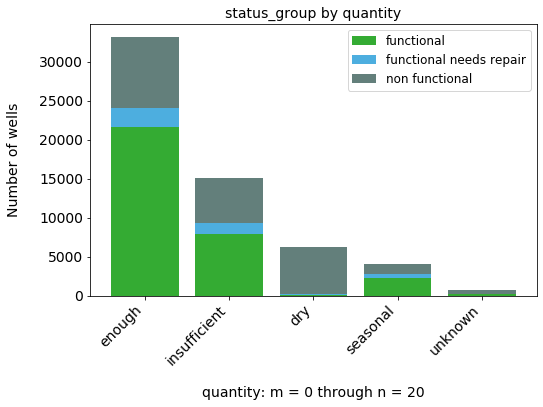 status_group by quantity
functional
functional needs repair
non functional
Number of wells
30000
25000
20000
15000
10000
5000
0
enough
insufficient
dry
seasonal
unknown
quantity: m = 0 through n = 20